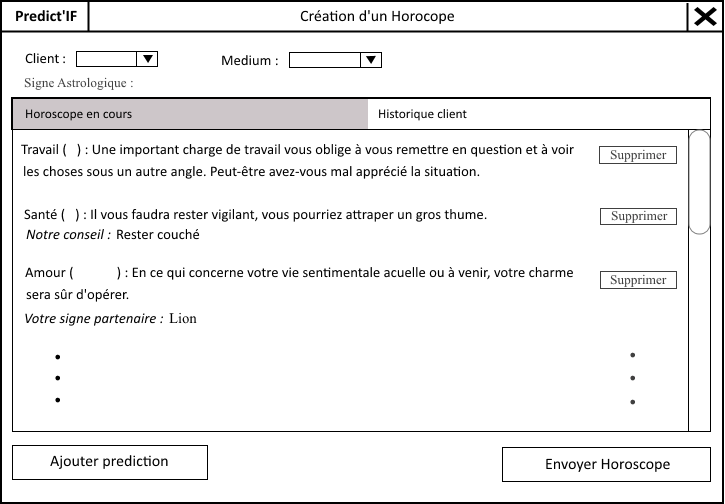 Predict'IF
Création d'un Horocope
Client :
Medium :
Signe Astrologique :
Horoscope en cours
Historique client
Travail (   ) : Une important charge de travail vous oblige à vous remettre en question et à voir
les choses sous un autre angle. Peut-être avez-vous mal apprécié la situation.
Supprimer
Santé (   ) : Il vous faudra rester vigilant, vous pourriez attraper un gros thume.
Supprimer
Notre conseil : Rester couché
Amour (          ) : En ce qui concerne votre vie sentimentale acuelle ou à venir, votre charme
sera sûr d'opérer.
Supprimer
Votre signe partenaire : Lion
Ajouter prediction
Envoyer Horoscope